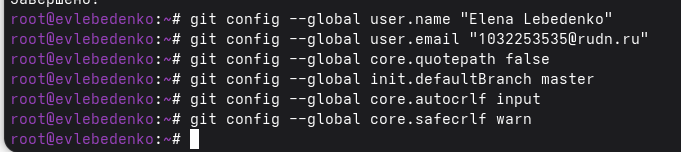 Завершено!
root@evlebedenko:~# git config --global user.name "Elena Lebedenko"
root@evlebedenko:~# git config --global user.email "1032253535@rudn.ru"
root@evlebedenko:~# git config --global core.quotepath false
root@evlebedenko:~# git config --global init.defaultBranch master
root@evlebedenko:~# git config --global core.autocrlf input
root@evlebedenko:~# git config --global core.safecrlf warn
root@evlebedenko:~#